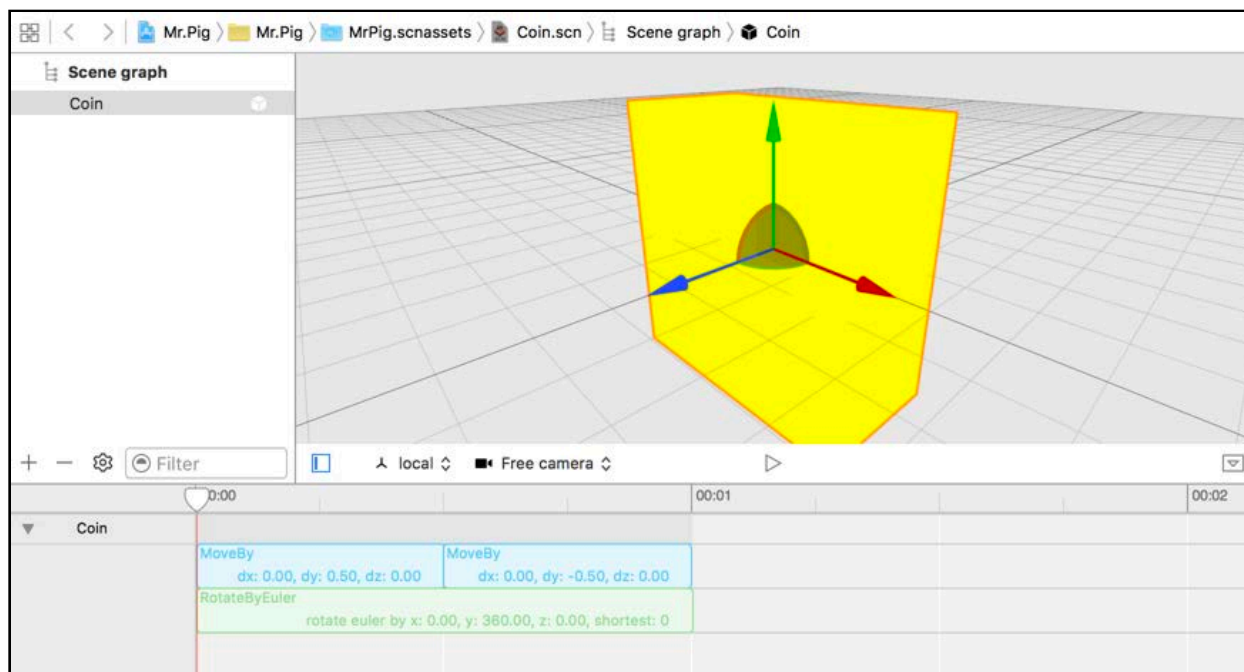 Mr.Pig Mr.Pig MrPig.scnassets Coin.scn Scene graph Coin
Scene graph
Coin
Filter
local Free camera
0:00 00:01 00:02
Coin
MoveBy MoveBy
dx: 0.00, dy: 0.50, dz: 0.00 dx: 0.00, dy: -0.50, dz: 0.00
RotateByEuler
rotate euler by x: 0.00, y: 360.00, z: 0.00, shortest: 0